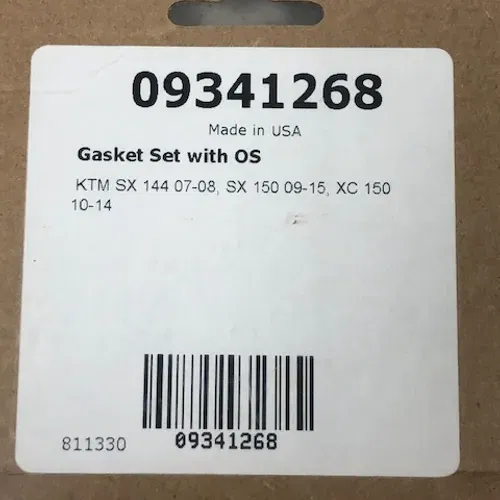 09341268
Made in USA
Gasket Set with OS
KTM SX 144 07-08, SX 150 09-15, XC 150
10-14
811330 09341268